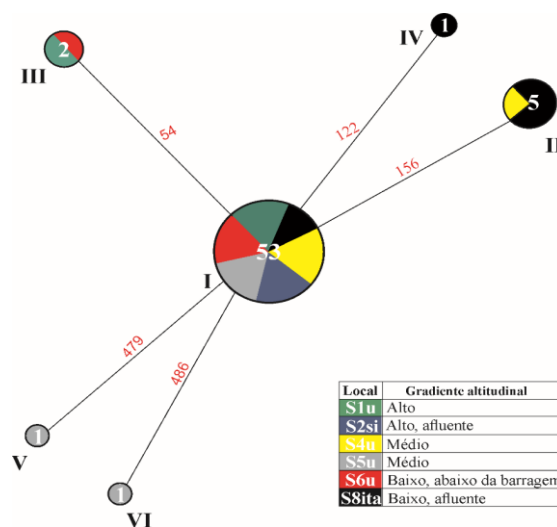 1
IV
2
III
5
II
54
122
156
53
I
479
486
1
V
1
VI
Local Gradiente altitudinal
S1u Alto
S2si Alto, afluente
S4u Médio
S5u Médio
S6u Baixo, abaixo da barragem
S8ita Baixo, afluente